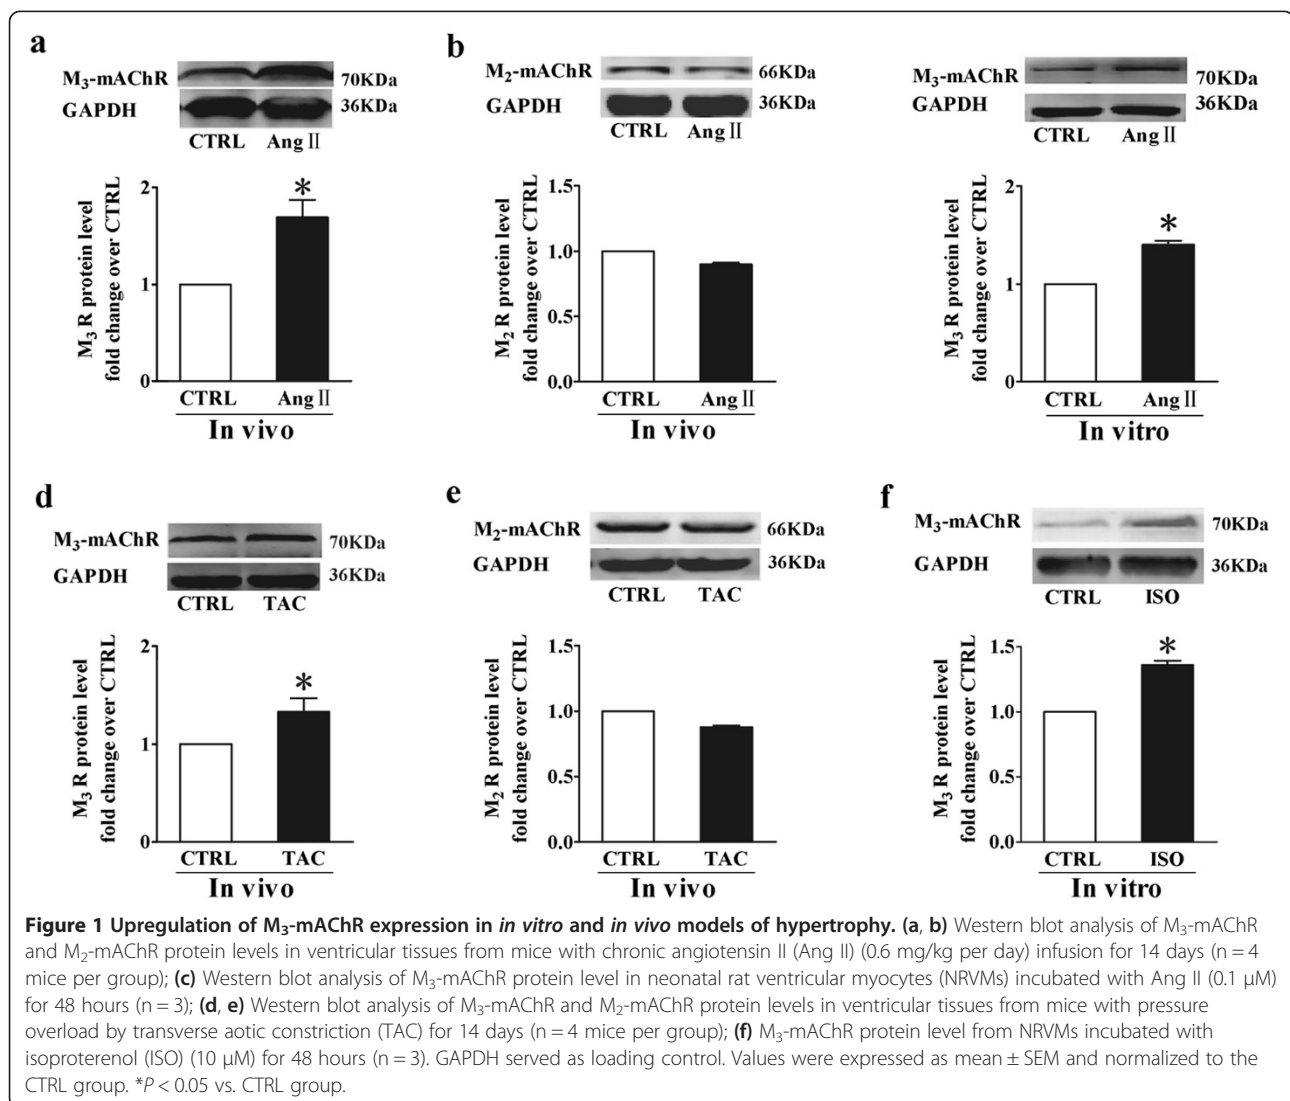 a
M₃-mAChR
70KDa
GAPDH
36KDa
CTRL Ang II
M₃ R protein level
fold change over CTRL
2
1
0
*
CTRL Ang II
In vivo
b
M₂-mAChR
66KDa
GAPDH
36KDa
CTRL Ang II
M₂ R protein level
fold change over CTRL
1.5
1.0
0.5
0.0
CTRL Ang II
In vivo
M₃-mAChR
70KDa
GAPDH
36KDa
CTRL Ang II
M₃ R protein level
fold change over CTRL
2
1
0
*
CTRL Ang II
In vitro
d
M₃-mAChR
70KDa
GAPDH
36KDa
CTRL TAC
M₃ R protein level
fold change over CTRL
2
1
0
*
CTRL TAC
In vivo
e
M₂-mAChR
66KDa
GAPDH
36KDa
CTRL TAC
M₂ R protein level
fold change over CTRL
1.5
1.0
0.5
0.0
CTRL TAC
In vivo
f
M₃-mAChR
70KDa
GAPDH
36KDa
CTRL ISO
M₃ R protein level
fold change over CTRL
1.5
1.0
0.5
0.0
*
CTRL ISO
In vitro
Figure 1 Upregulation of M₃-mAChR expression in in vitro and in vivo models of hypertrophy. (a, b) Western blot analysis of M₃-mAChR
and M₂-mAChR protein levels in ventricular tissues from mice with chronic angiotensin II (Ang II) (0.6 mg/kg per day) infusion for 14 days (n = 4
mice per group); (c) Western blot analysis of M₃-mAChR protein level in neonatal rat ventricular myocytes (NRVMs) incubated with Ang II (0.1 μM)
for 48 hours (n = 3); (d, e) Western blot analysis of M₃-mAChR and M₂-mAChR protein levels in ventricular tissues from mice with pressure
overload by transverse aotic constriction (TAC) for 14 days (n = 4 mice per group); (f) M₃-mAChR protein level from NRVMs incubated with
isoproterenol (ISO) (10 μM) for 48 hours (n = 3). GAPDH served as loading control. Values were expressed as mean ± SEM and normalized to the
CTRL group. *P < 0.05 vs. CTRL group.